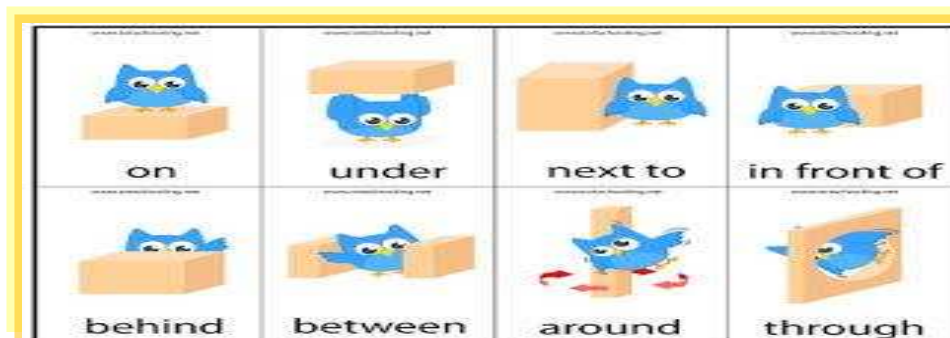 on under next to in front of
behind between around through